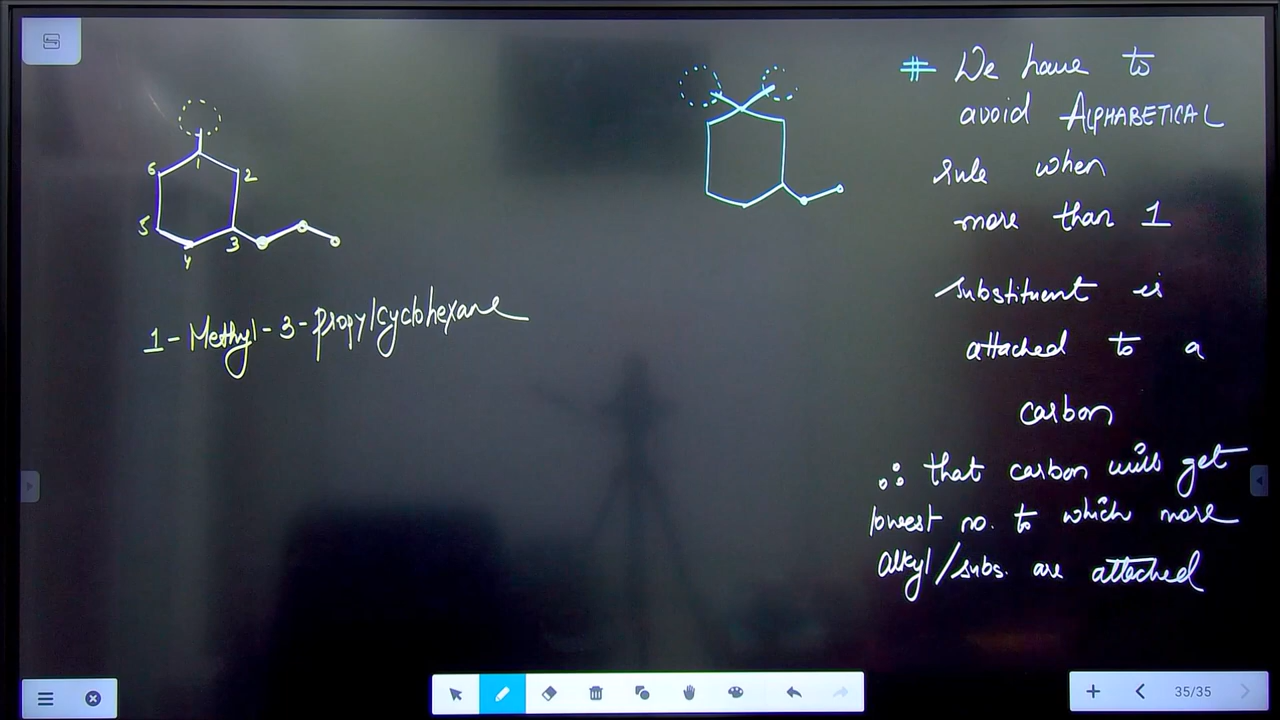 1
6
2
5
3
4
1 - Methyl - 3 - propylcyclohexane
# We have to
avoid ALPHABETICAL
rule when
more than 1
substituent is
attached to a
carbon
∴ that carbon will get
lowest no. to which more
alkyl/subs. are attached
35/35